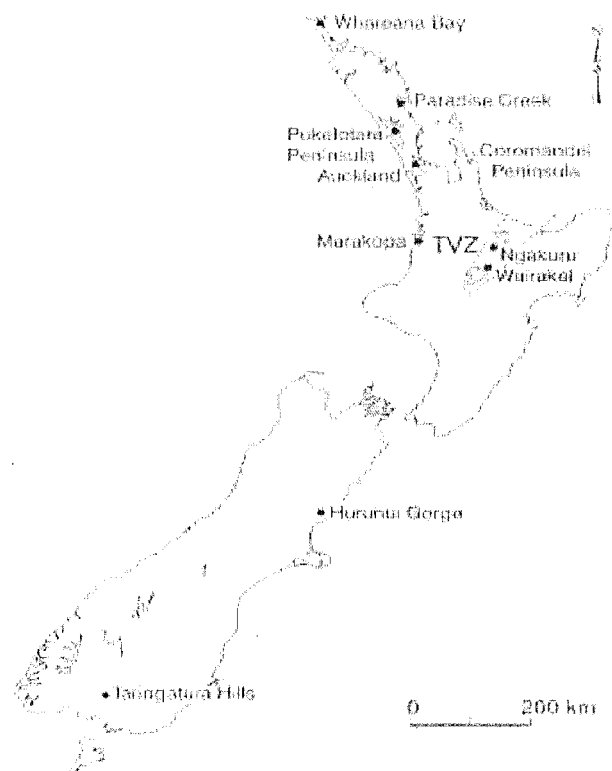 Whareana Bay
Paradise Creek
Pukelotara
Peninsula
Coromandel
Peninsula
Auckland
Marakopa
TVZ
Ngakuru
Wairakei
Hurunui Gorge
Taringatura Hills
0 200 km